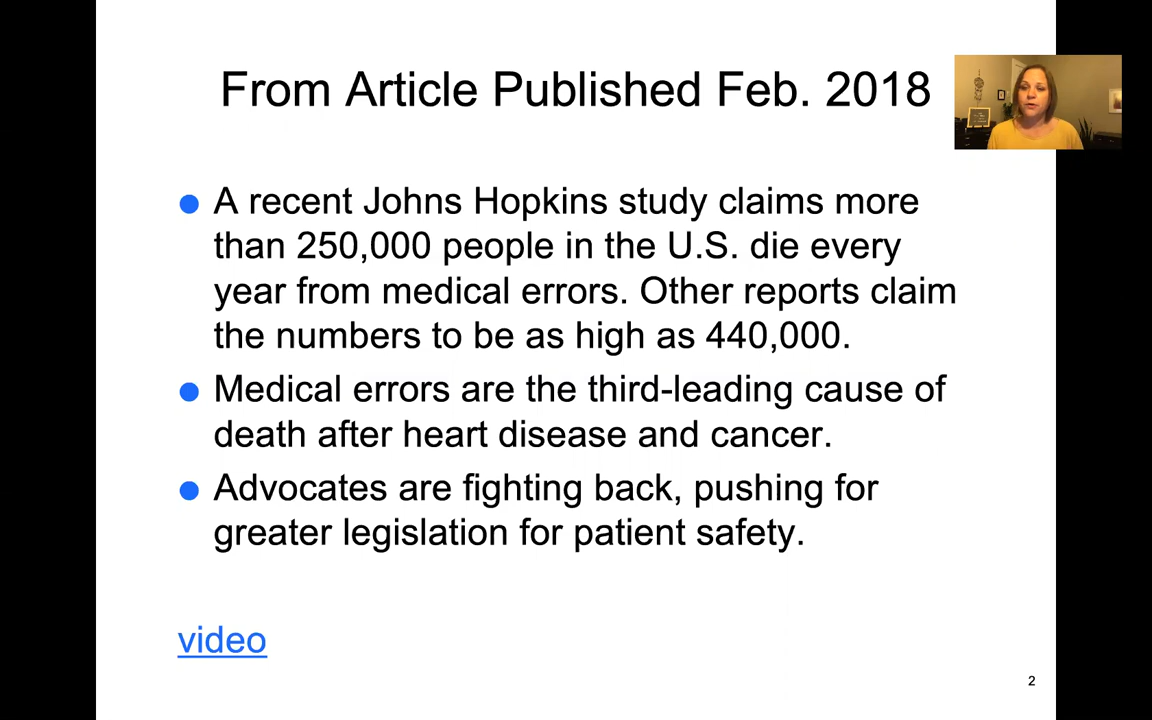 From Article Published Feb. 2018
● A recent Johns Hopkins study claims more
than 250,000 people in the U.S. die every
year from medical errors. Other reports claim
the numbers to be as high as 440,000.
● Medical errors are the third-leading cause of
death after heart disease and cancer.
● Advocates are fighting back, pushing for
greater legislation for patient safety.
video
2